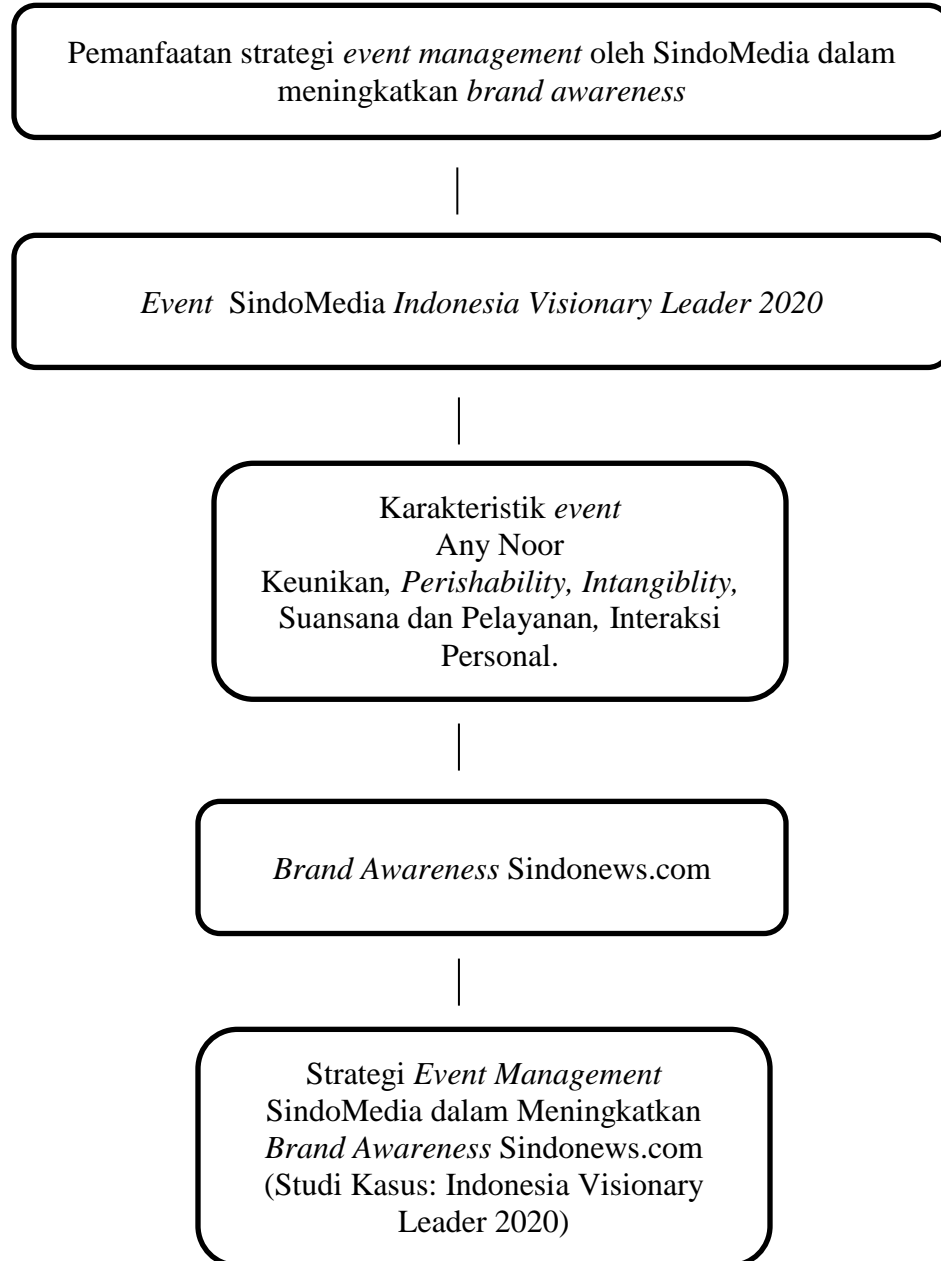 Pemanfaatan strategi event management oleh SindoMedia dalam
meningkatkan brand awareness
Event SindoMedia Indonesia Visionary Leader 2020
Karakteristik event
Any Noor
Keunikan, Perishability, Intangiblity,
Suansana dan Pelayanan, Interaksi
Personal.
Brand Awareness Sindonews.com
Strategi Event Management
SindoMedia dalam Meningkatkan
Brand Awareness Sindonews.com
(Studi Kasus: Indonesia Visionary
Leader 2020)